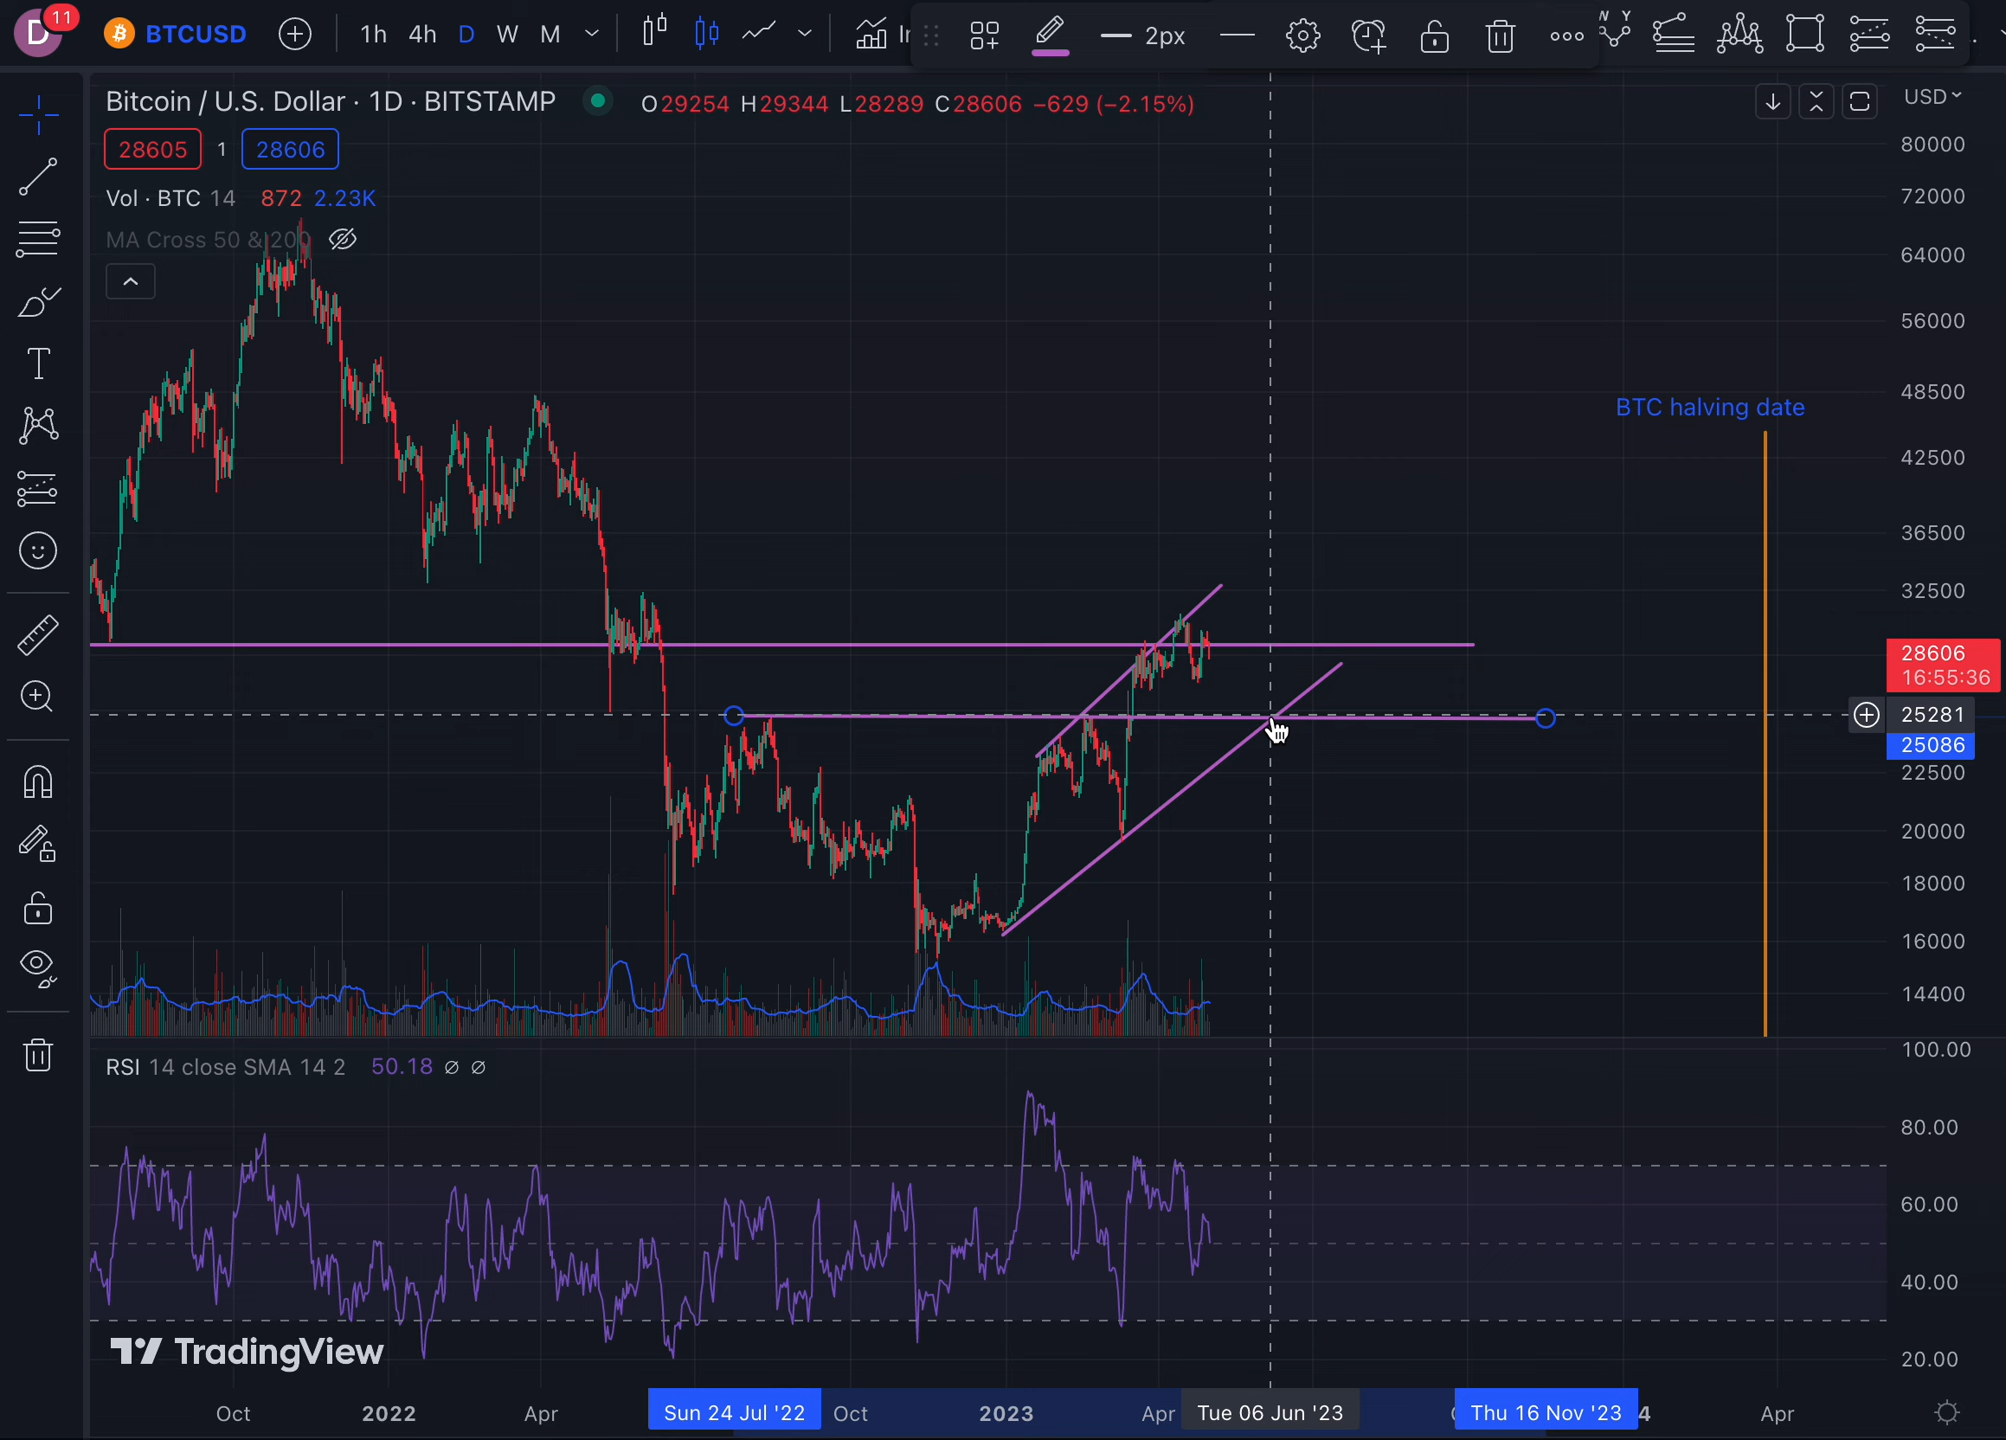 D 11 BTCUSD 1h 4h D W M In 2px W Y
Bitcoin / U.S. Dollar · 1D · BITSTAMP O29254 H29344 L28289 C28606 −629 (−2.15%) USD
28605 1 28606
Vol · BTC 14 872 2.23K
MA Cross 50 & 200
80000
72000
64000
56000
48500
BTC halving date
42500
36500
32500
28606
16:55:36
25281
25086
22500
20000
18000
16000
14400
RSI 14 close SMA 14 2 50.18 ∅ ∅
100.00
80.00
60.00
40.00
20.00
TradingView
Oct 2022 Apr Sun 24 Jul '22 Oct 2023 Apr Tue 06 Jun '23 Thu 16 Nov '23 4 Apr